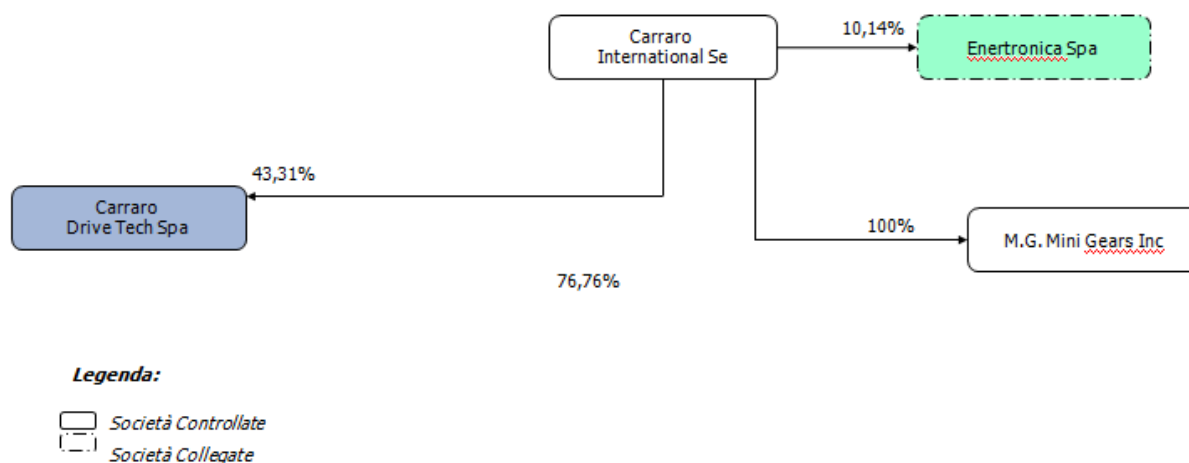 Carraro
International Se
10,14%
Enertronica Spa
43,31%
Carraro
Drive Tech Spa
100%
M.G. Mini Gears Inc
76,76%
Legenda:
Società Controllate
Società Collegate